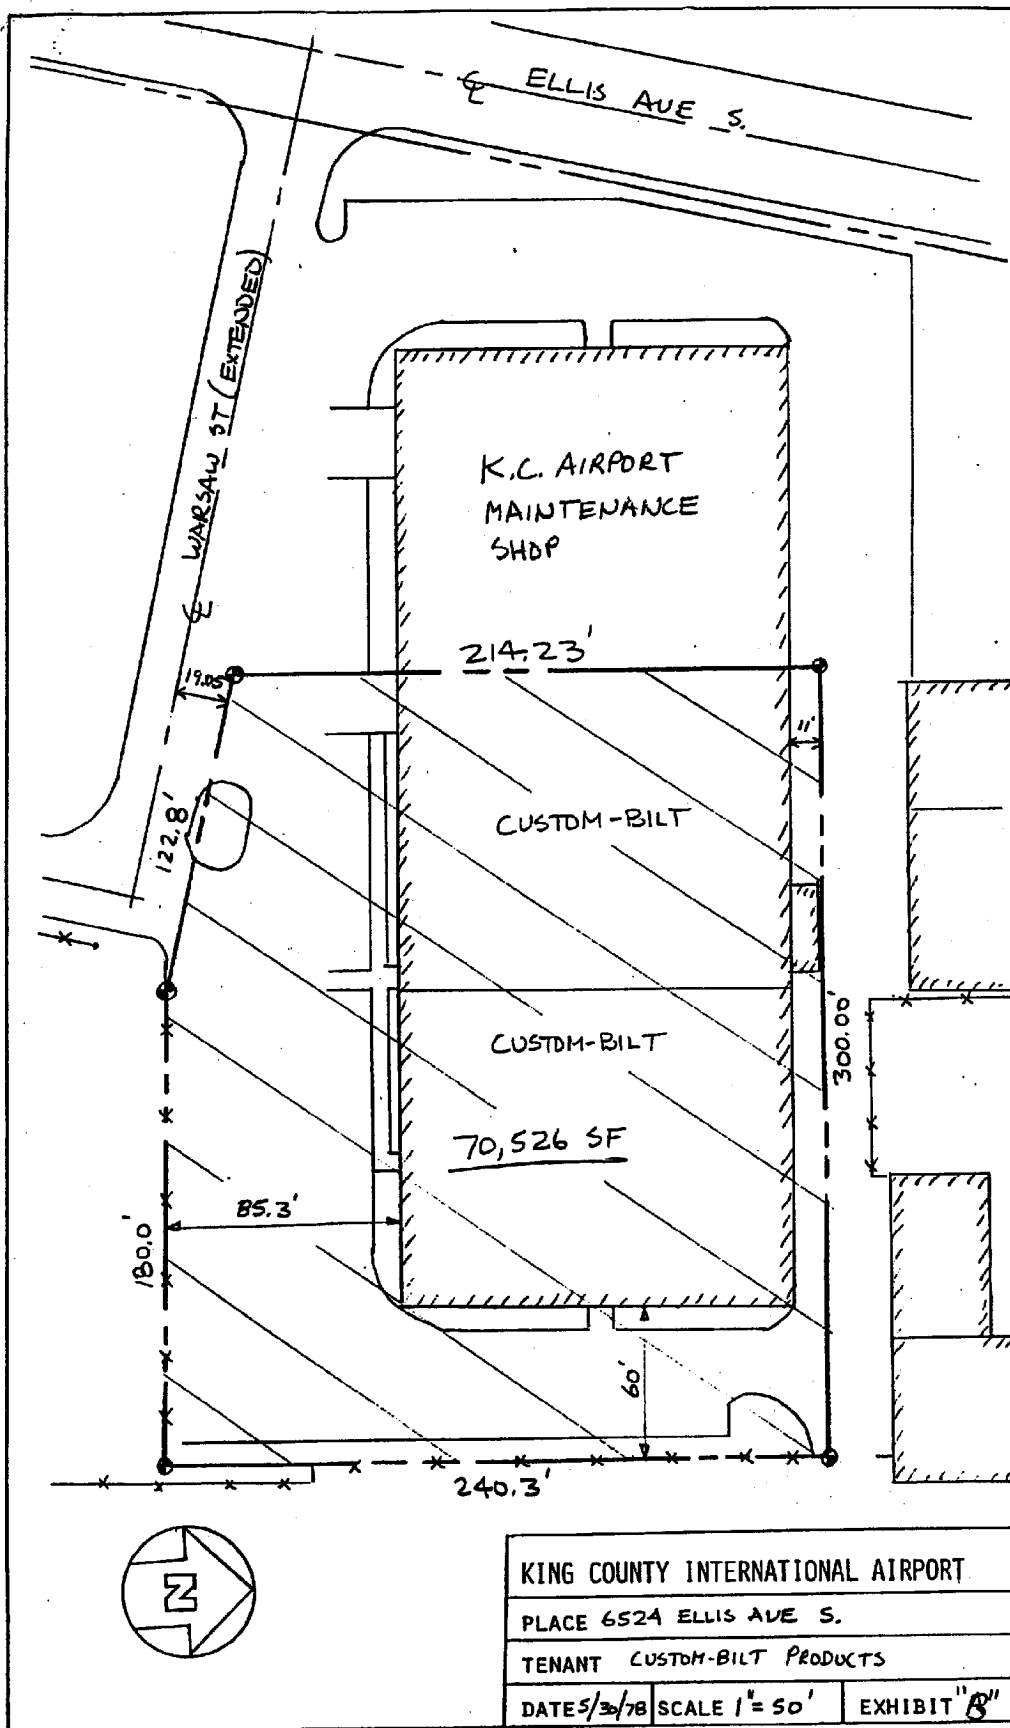 ℄ ELLIS AVE S.
℄ WARSAW ST (EXTENDED)
K.C. AIRPORT
MAINTENANCE
SHOP
214.23'
19.05
11'
122.8'
CUSTOM-BILT
300.00'
CUSTOM-BILT
70,526 SF
85.3'
180.0'
60'
240.3'
N
KING COUNTY INTERNATIONAL AIRPORT
PLACE 6524 ELLIS AVE S.
TENANT CUSTOM-BILT PRODUCTS
DATE 5/30/78 SCALE 1"=50' EXHIBIT "B"